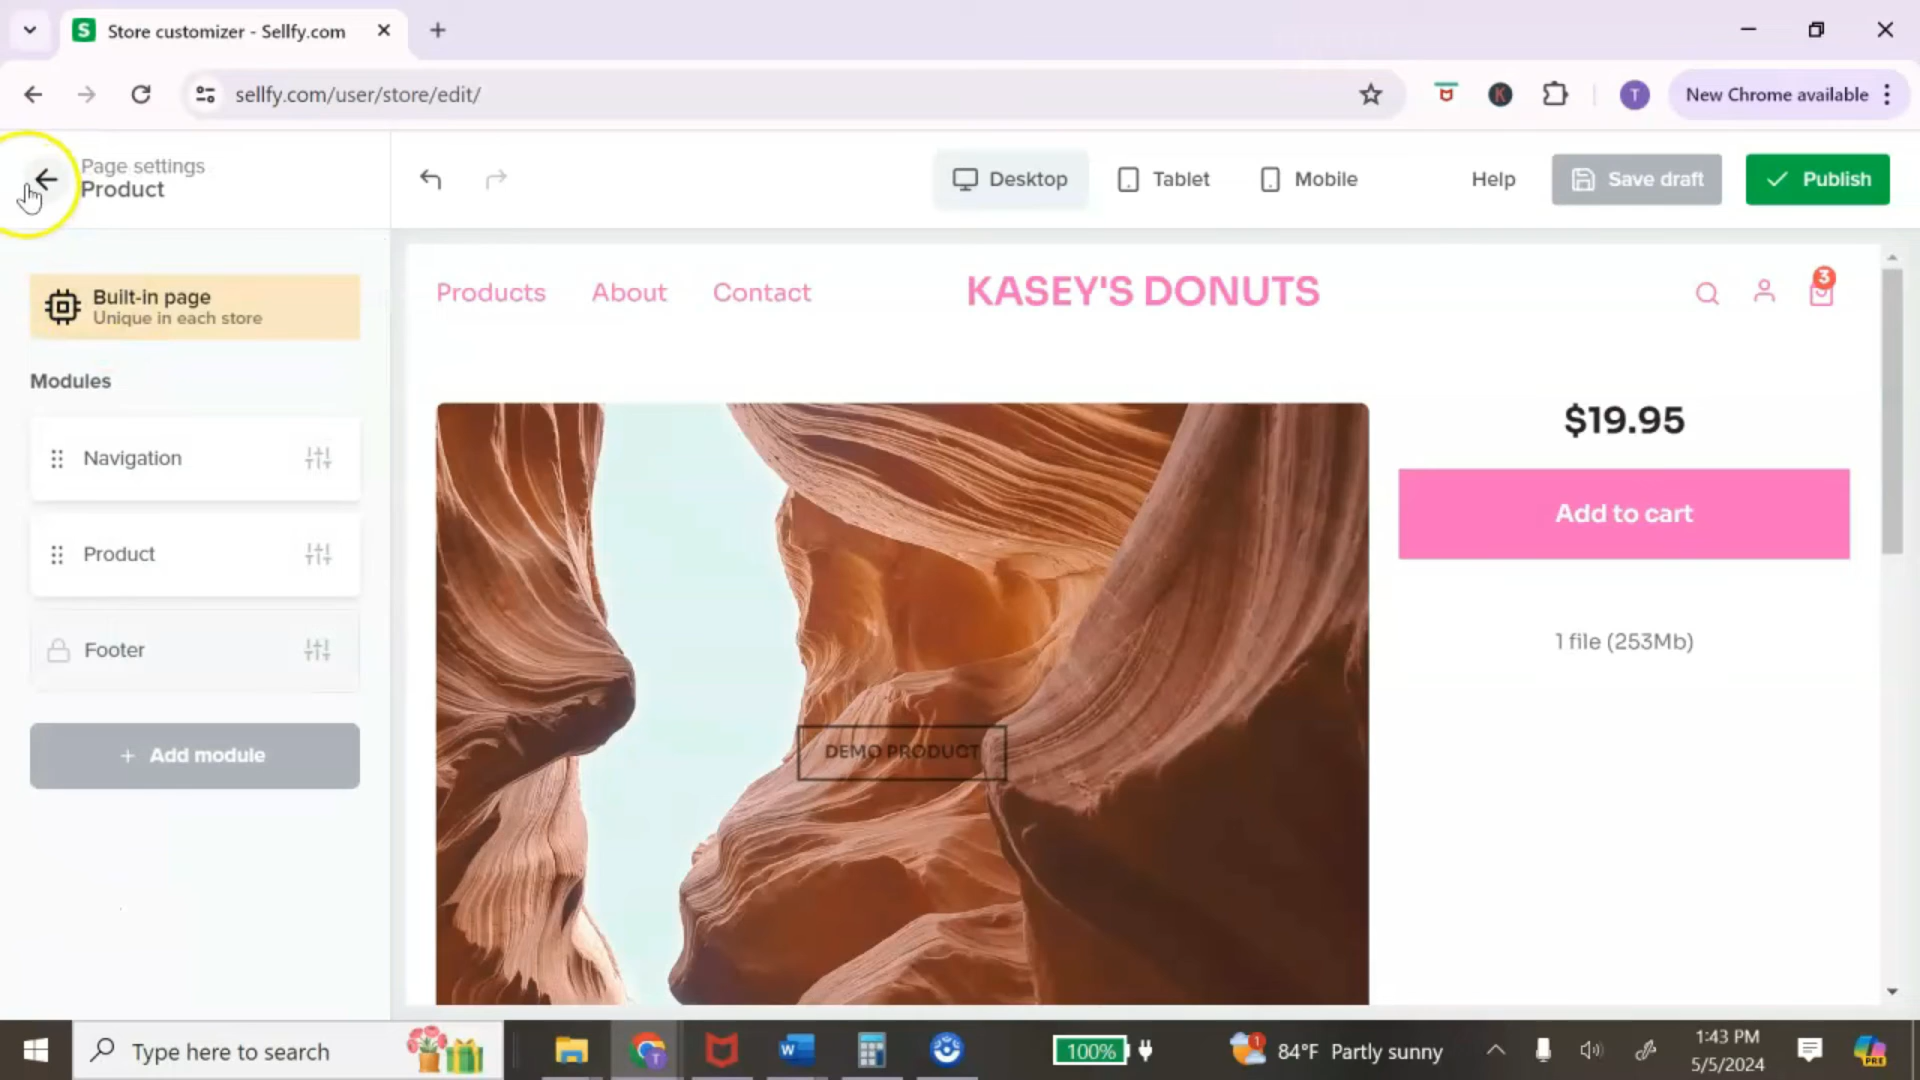 Store customizer - Sellfy.com
sellfy.com/user/store/edit/
K
T
New Chrome available
Page settings
Product
Desktop
Tablet
Mobile
Help
Save draft
Publish
Built-in page
Unique in each store
Modules
Navigation
Product
Footer
+ Add module
Products
About
Contact
KASEY'S DONUTS
3
$19.95
Add to cart
1 file (253Mb)
DEMO PRODUCT
Type here to search
T
W
100%
1
84°F Partly sunny
1:43 PM
5/5/2024
PRE